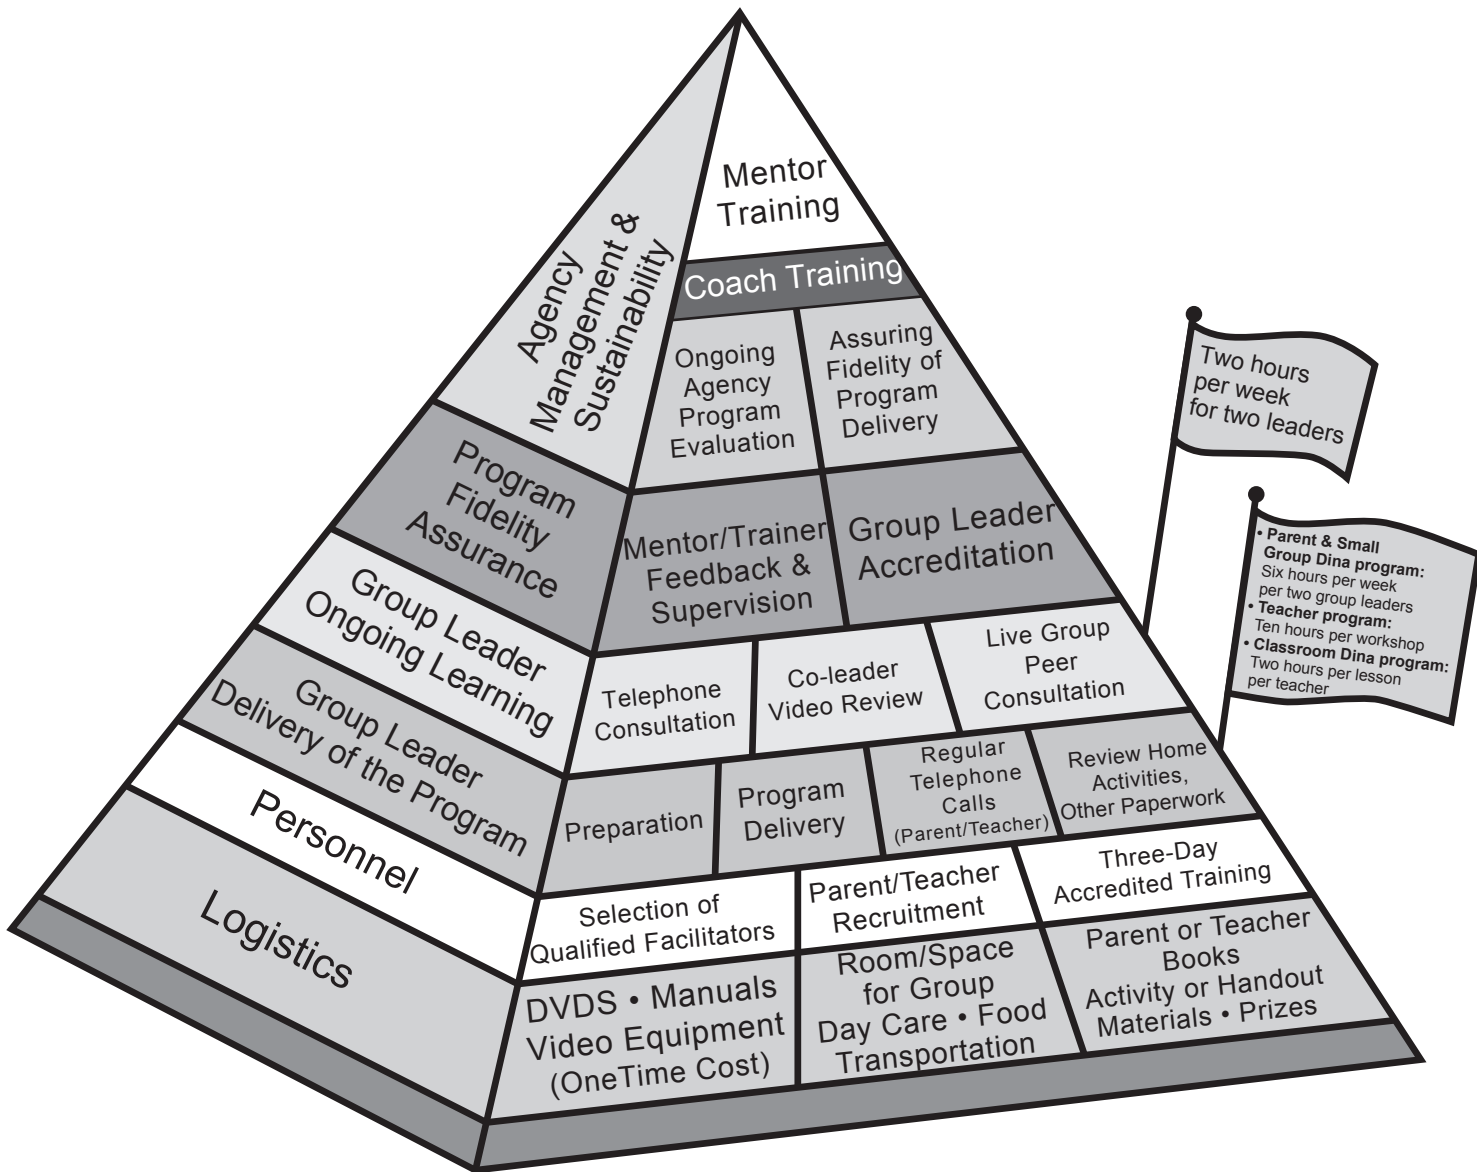 Mentor
Training
Coach Training
Agency
Management &
Sustainability
Ongoing
Agency
Program
Evaluation
Assuring
Fidelity of
Program
Delivery
Program
Fidelity
Assurance
Mentor/Trainer
Feedback &
Supervision
Group Leader
Accreditation
Group Leader
Ongoing Learning
Telephone
Consultation
Co-leader
Video Review
Live Group
Peer
Consultation
Two hours
per week
for two leaders
Group Leader
Delivery of the Program
Preparation
Program
Delivery
Regular
Telephone
Calls
(Parent/Teacher)
Review Home
Activities,
Other Paperwork
• Parent & Small
Group Dina program:
Six hours per week
per two group leaders
• Teacher program:
Ten hours per workshop
• Classroom Dina program:
Two hours per lesson
per teacher
Personnel
Selection of
Qualified Facilitators
Parent/Teacher
Recruitment
Three-Day
Accredited Training
Logistics
DVDS • Manuals
Video Equipment
(OneTime Cost)
Room/Space
for Group
Day Care • Food
Transportation
Parent or Teacher
Books
Activity or Handout
Materials • Prizes